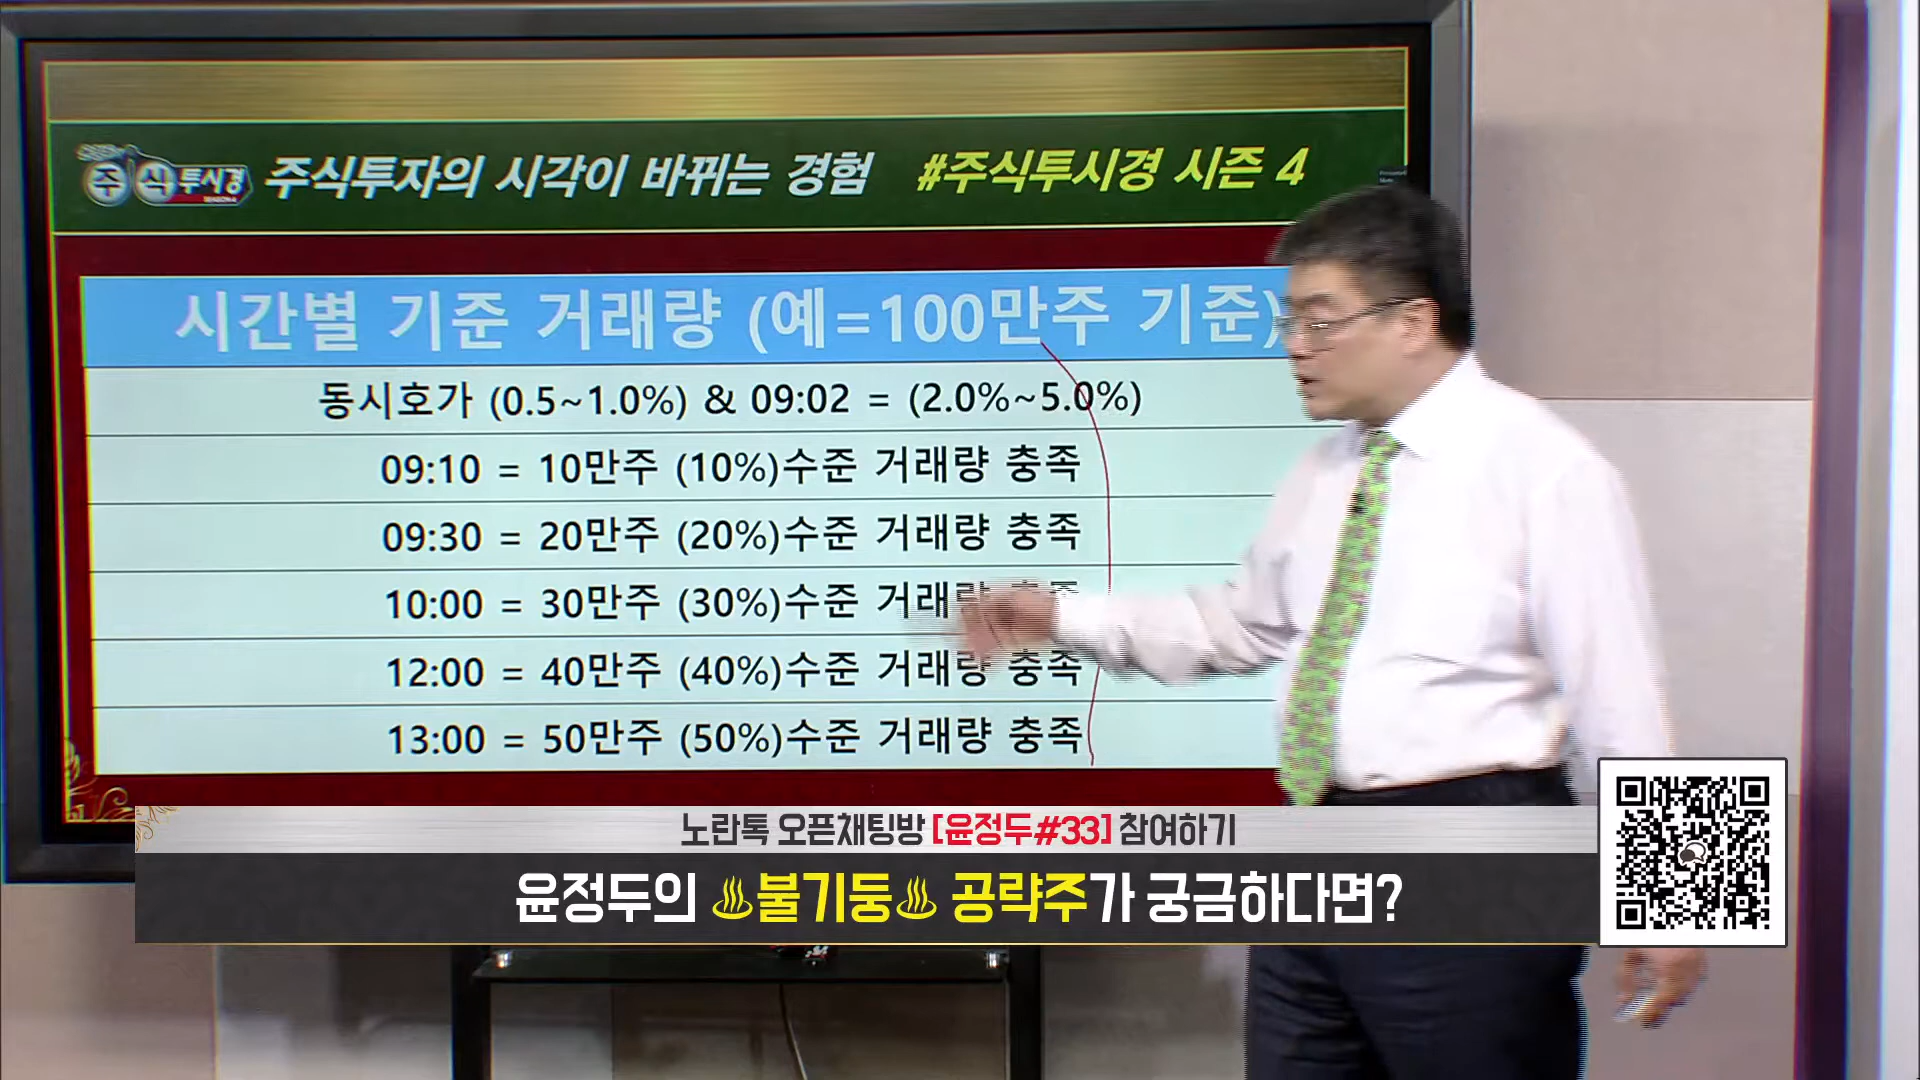 주식투시경 주식투자의 시각이 바뀌는 경험 #주식투시경 시즌 4
시간별 기준 거래량 (예=100만주 기준)
동시호가 (0.5~1.0%) & 09:02 = (2.0%~5.0%)
09:10 = 10만주 (10%)수준 거래량 충족
09:30 = 20만주 (20%)수준 거래량 충족
10:00 = 30만주 (30%)수준 거래량 충족
12:00 = 40만주 (40%)수준 거래량 충족
13:00 = 50만주 (50%)수준 거래량 충족
노란톡 오픈채팅방 [윤정두#33] 참여하기
윤정두의 ♨불기둥♨ 공략주가 궁금하다면?